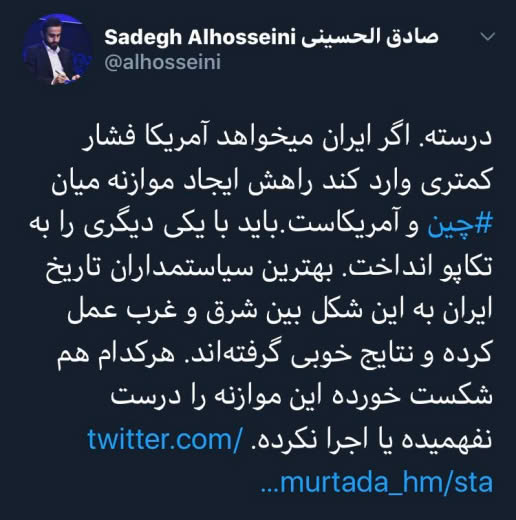 Sadegh Alhosseini صادق الحسینی
@alhosseini
درسته. اگر ایران میخواهد آمریکا فشار
کمتری وارد کند راهش ایجاد موازنه میان
#چین و آمریکاست.باید با یکی دیگری را به
تکاپو انداخت. بهترین سیاستمداران تاریخ
ایران به این شکل بین شرق و غرب عمل
کرده و نتایج خوبی گرفته‌اند. هرکدام هم
شکست خورده این موازنه را درست
نفهمیده یا اجرا نکرده. twitter.com/
murtada_hm/sta…